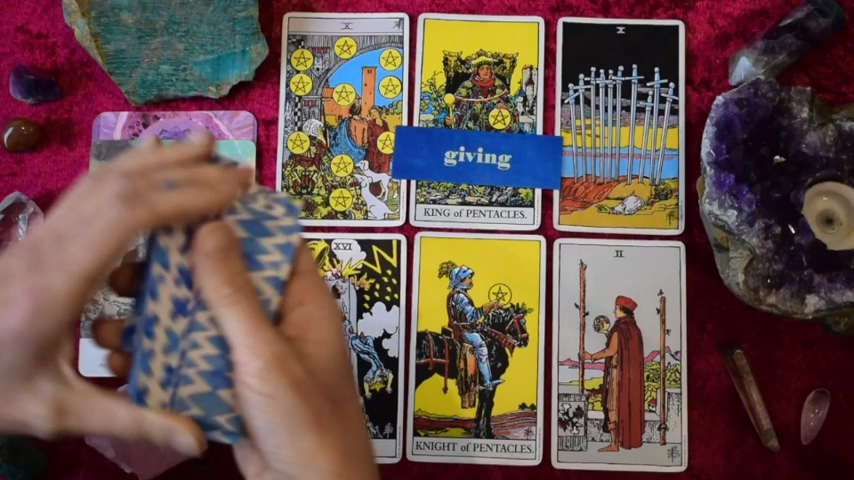 X
X
giving
KING of PENTACLES.
XVI
II
KNIGHT of PENTACLES.